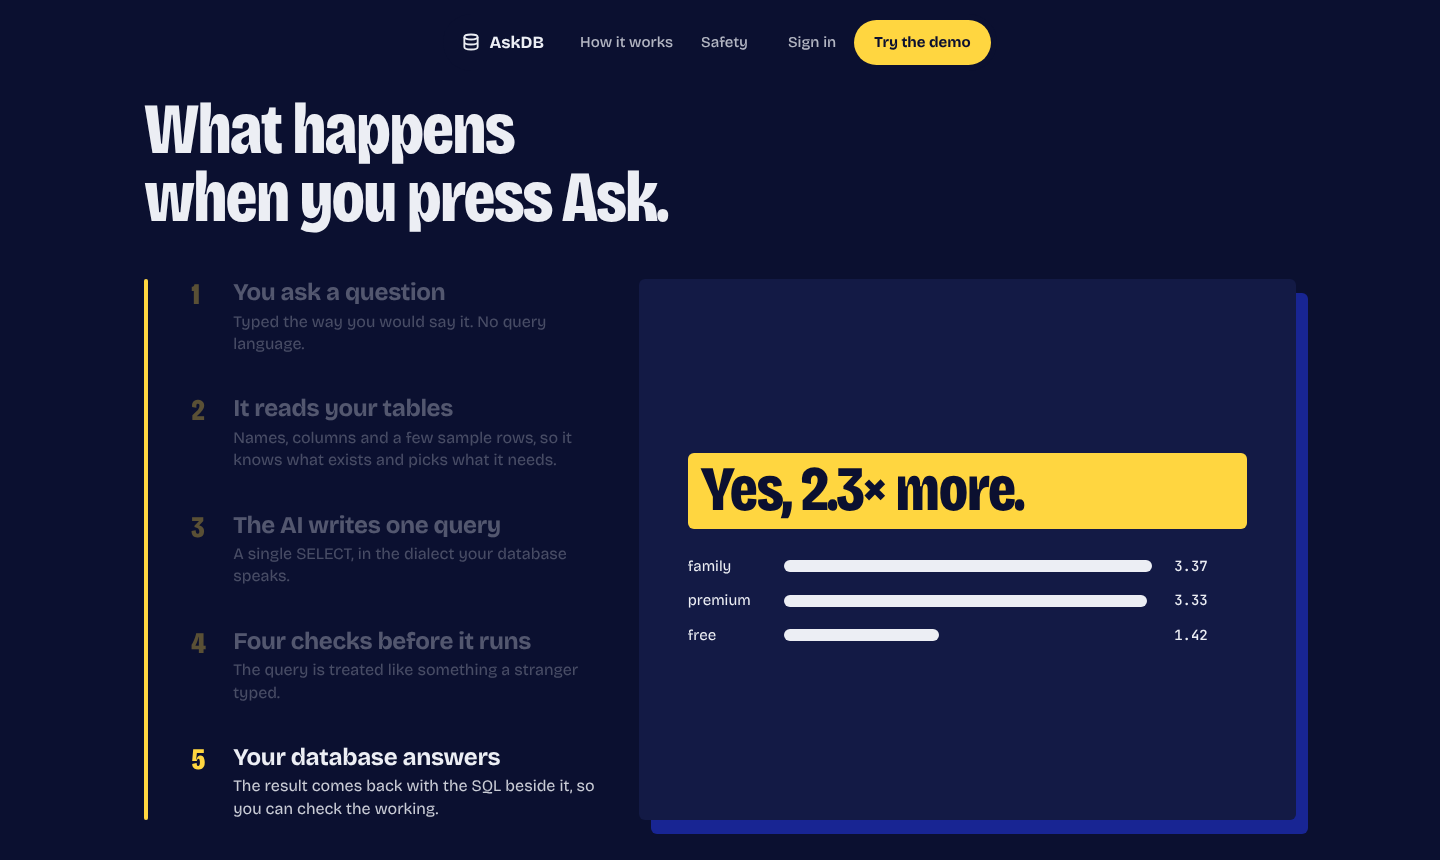 AskDB
How it works
Safety
Sign in
Try the demo
What happens
when you press Ask.
1
You ask a question
Typed the way you would say it. No query
language.
2
It reads your tables
Names, columns and a few sample rows, so it
knows what exists and picks what it needs.
3
The AI writes one query
A single SELECT, in the dialect your database
speaks.
4
Four checks before it runs
The query is treated like something a stranger
typed.
5
Your database answers
The result comes back with the SQL beside it, so
you can check the working.
Yes, 2.3× more.
family 3.37
premium 3.33
free 1.42